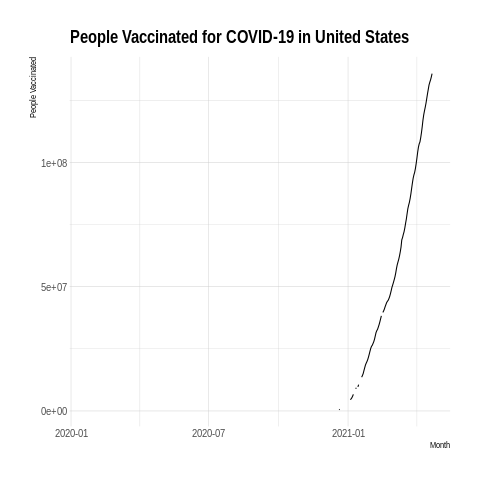 People Vaccinated for COVID-19 in United States
People Vaccinated
1e+08
5e+07
0e+00
2020-01
2020-07
2021-01
Month